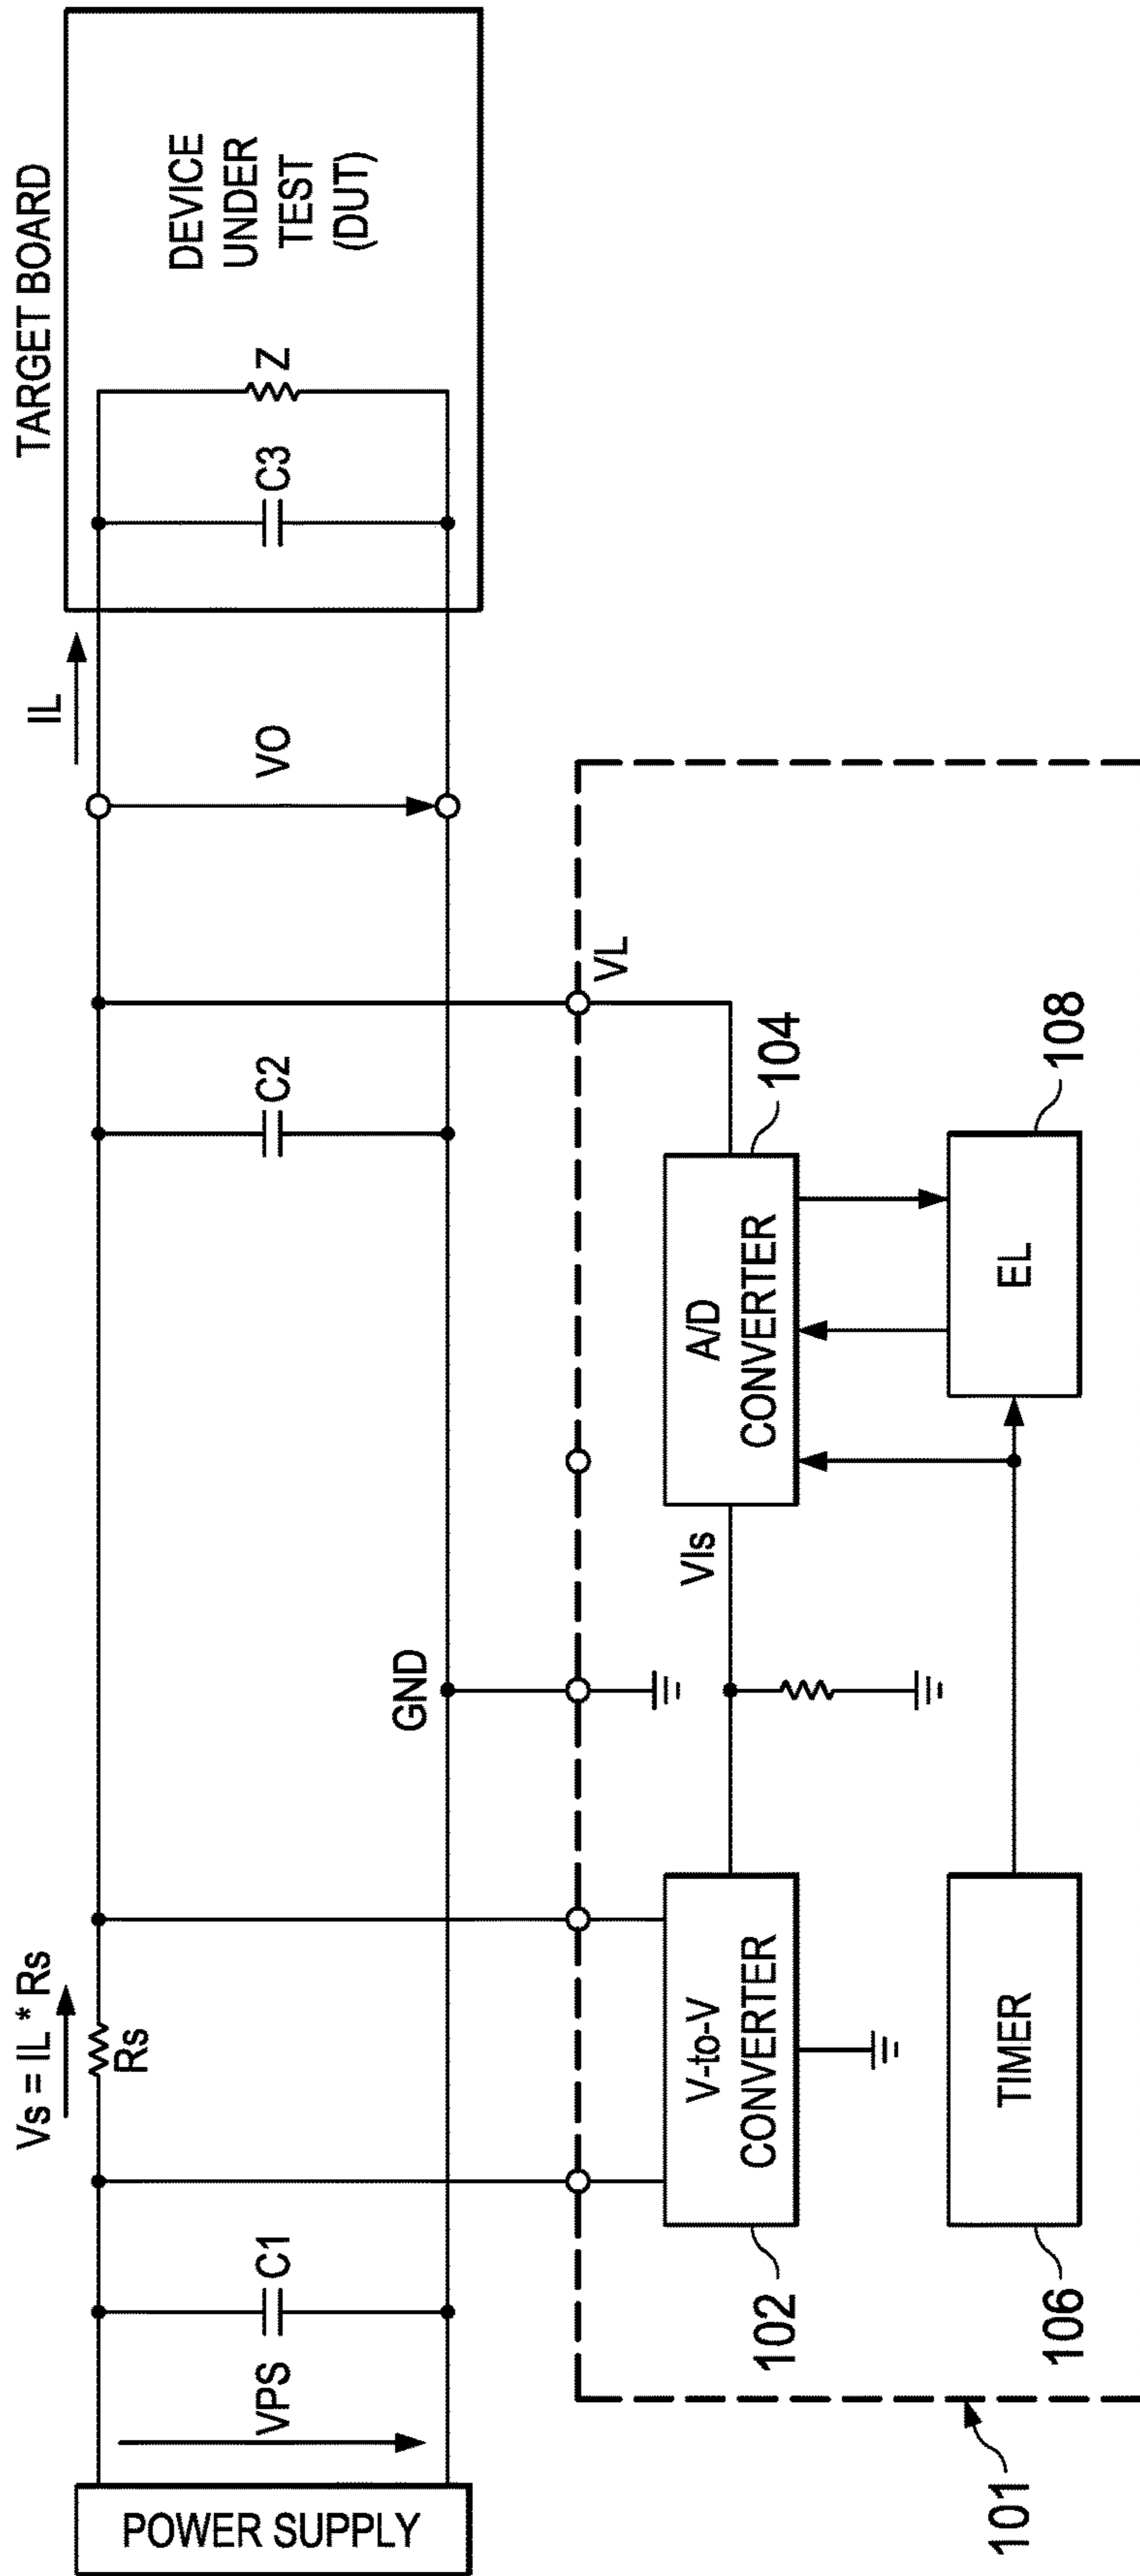 Vs = IL * Rs
Rs
IL
TARGET BOARD
POWER SUPPLY
VPS
C1
GND
C2
VO
C3
Z
DEVICE
UNDER
TEST
(DUT)
VL
101
102
V-to-V
CONVERTER
VIs
A/D
CONVERTER
104
106
TIMER
EL
108